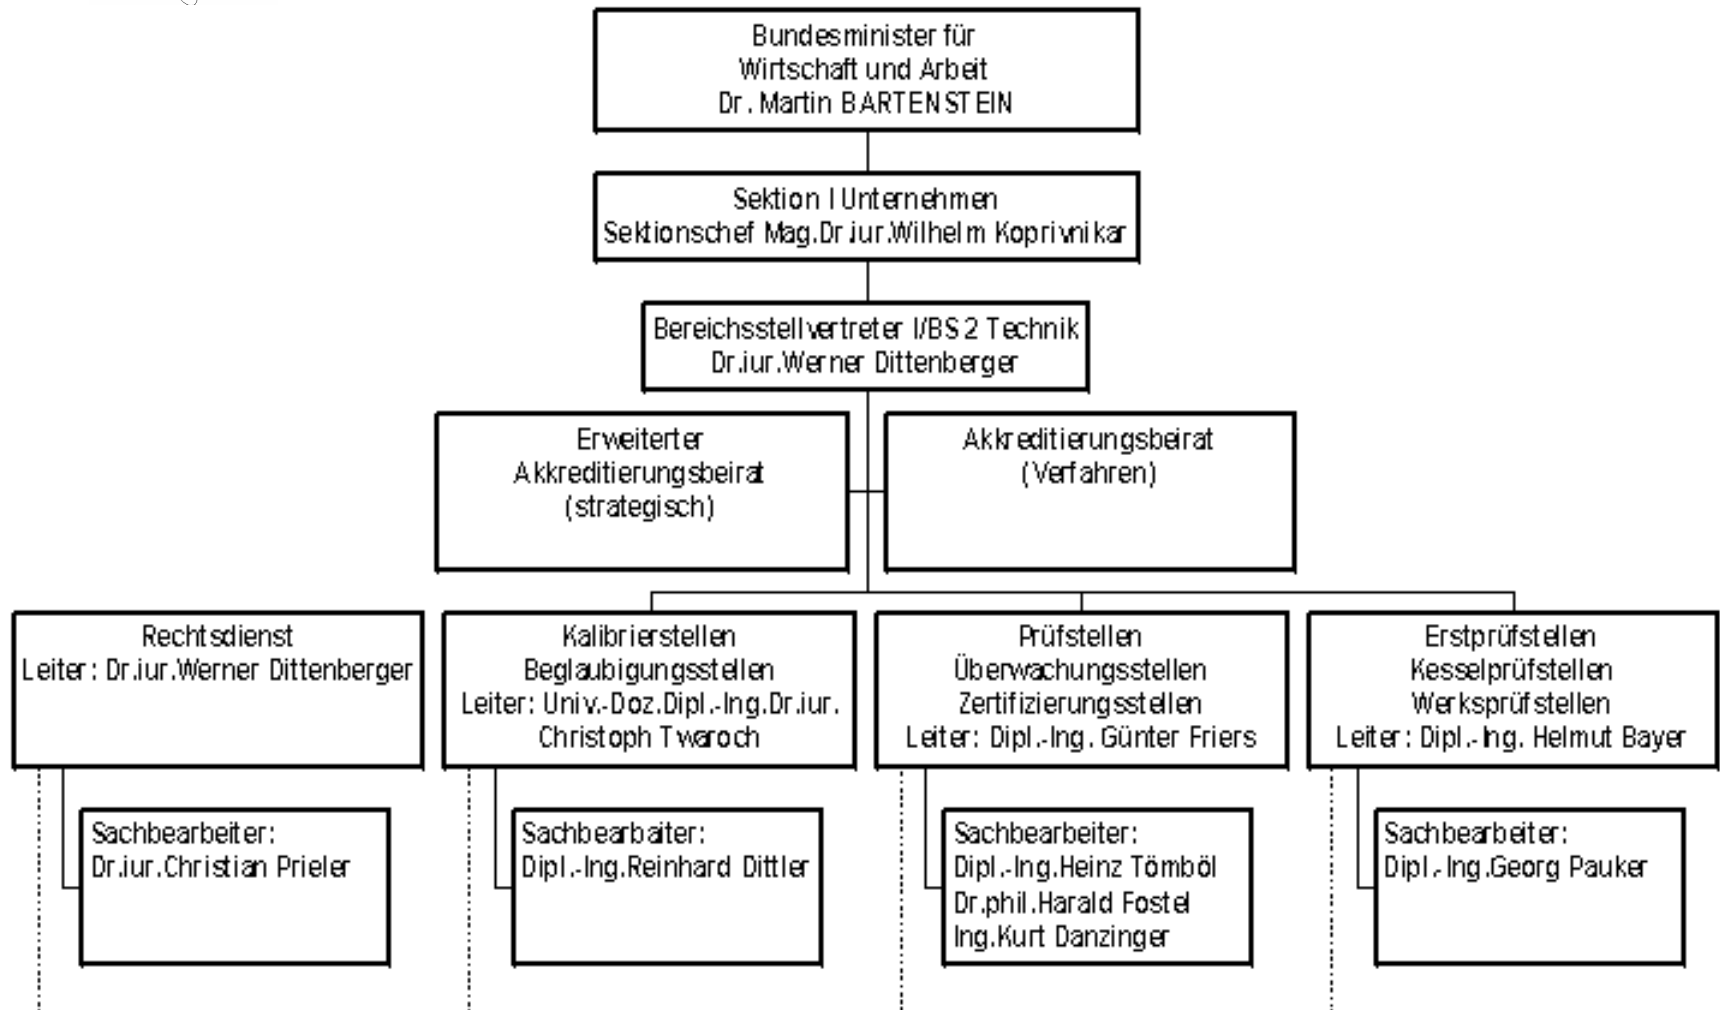 Bundesminister für
Wirtschaft und Arbeit
Dr. Martin BARTENSTEIN
Sektion I Unternehmen
Sektionschef Mag.Dr.iur.Wilhelm Koprivnikar
Bereichsstellvertreter I/BS 2 Technik
Dr.iur.Werner Dittenberger
Erweiterter
Akkreditierungsbeirat
(strategisch)
Akkreditierungsbeirat
(Verfahren)
Rechtsdienst
Leiter: Dr.iur.Werner Dittenberger
Kalibrierstellen
Beglaubigungsstellen
Leiter: Univ.-Doz.Dipl.-Ing.Dr.iur.
Christoph Twaroch
Prüfstellen
Überwachungsstellen
Zertifizierungsstellen
Leiter: Dipl.-Ing. Günter Friers
Erstprüfstellen
Kesselprüfstellen
Werksprüfstellen
Leiter: Dipl.-Ing. Helmut Bayer
Sachbearbeiter:
Dr.iur.Christian Prieler
Sachbearbaiter:
Dipl.-Ing.Reinhard Dittler
Sachbearbeiter:
Dipl.-Ing.Heinz Tömböl
Dr.phil.Harald Fostel
Ing.Kurt Danzinger
Sachbearbeiter:
Dipl.-Ing.Georg Pauker